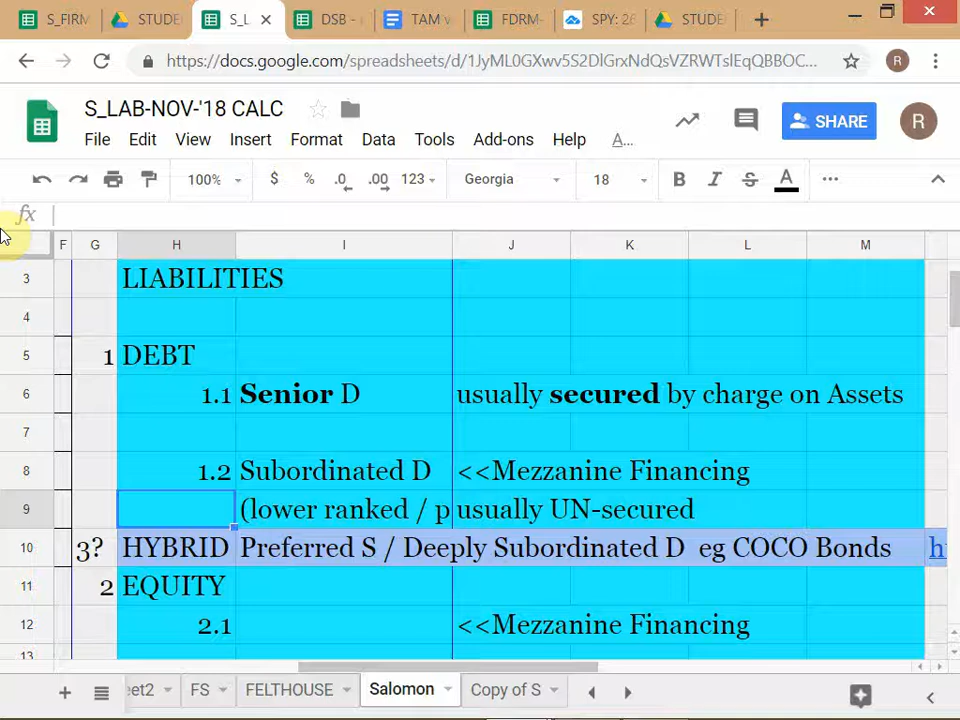 S_FIRM
STUDE
S_L
DSB -
TAM v
FDRM-
SPY: 26
STUDE
https://docs.google.com/spreadsheets/d/1JyML0GXwv5S2DlGrxNdQsVZRWTslEqQBBOC...
R
S_LAB-NOV-'18 CALC
SHARE
R
File Edit View Insert Format Data Tools Add-ons Help A...
100% $ % .0 .00 123 Georgia 18 B I S A
fx
F G H I J K L M
3 LIABILITIES
4
5 1 DEBT
6 1.1 Senior D usually secured by charge on Assets
7
8 1.2 Subordinated D <<Mezzanine Financing
9 (lower ranked / p usually UN-secured
10 3? HYBRID Preferred S / Deeply Subordinated D eg COCO Bonds h
11 2 EQUITY
12 2.1 <<Mezzanine Financing
13
eet2 FS FELTHOUSE Salomon Copy of S